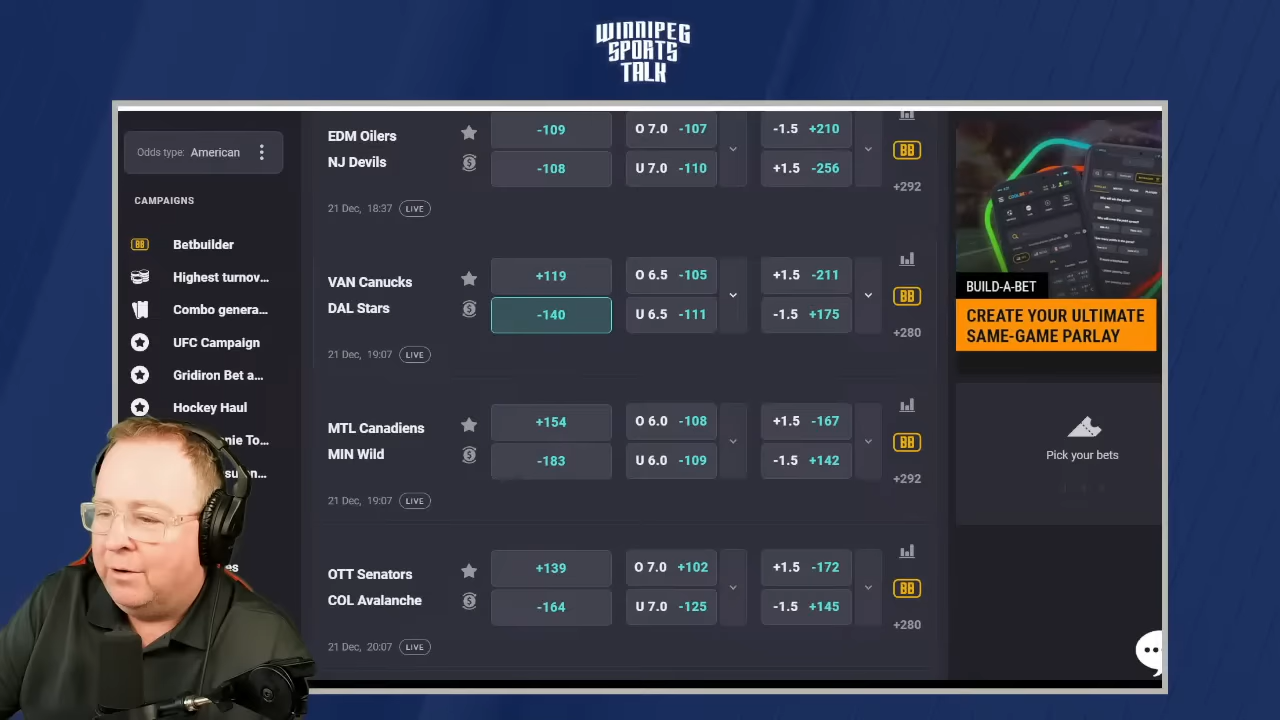 WINNIPEG
SPORTS
TALK
Odds type: American
CAMPAIGNS
BB Betbuilder
Highest turnov...
Combo genera...
UFC Campaign
Gridiron Bet a...
Hockey Haul
EDM Oilers -109 O 7.0 -107 -1.5 +210
NJ Devils -108 U 7.0 -110 +1.5 -256
BB
+292
21 Dec, 18:37 LIVE
VAN Canucks +119 O 6.5 -105 +1.5 -211
DAL Stars -140 U 6.5 -111 -1.5 +175
BB
+280
21 Dec, 19:07 LIVE
MTL Canadiens +154 O 6.0 -108 +1.5 -167
MIN Wild -183 U 6.0 -109 -1.5 +142
BB
+292
21 Dec, 19:07 LIVE
OTT Senators +139 O 7.0 +102 +1.5 -172
COL Avalanche -164 U 7.0 -125 -1.5 +145
BB
+280
21 Dec, 20:07 LIVE
BUILD-A-BET
CREATE YOUR ULTIMATE
SAME-GAME PARLAY
Pick your bets